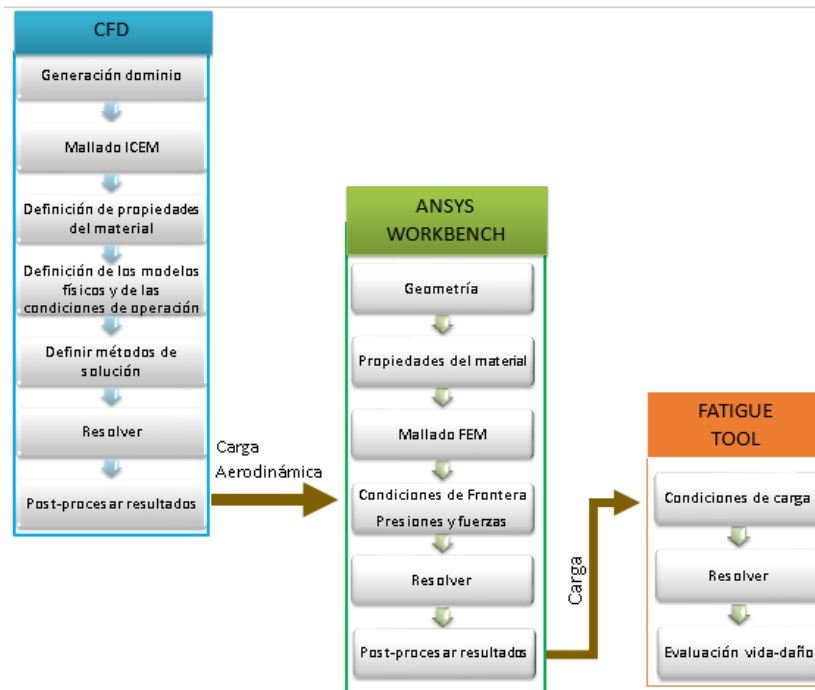 CFD
Generación dominio
Mallado ICEM
Definición de propiedades
del material
Definición de los modelos
físicos y de las
condiciones de operación
Definir métodos de
solución
Resolver
Post-procesar resultados
Carga
Aerodinámica
ANSYS
WORKBENCH
Geometría
Propiedades del material
Mallado FEM
Condiciones de Frontera
Presiones y fuerzas
Resolver
Post-procesar resultados
Carga
FATIGUE
TOOL
Condiciones de carga
Resolver
Evaluación vida-daño